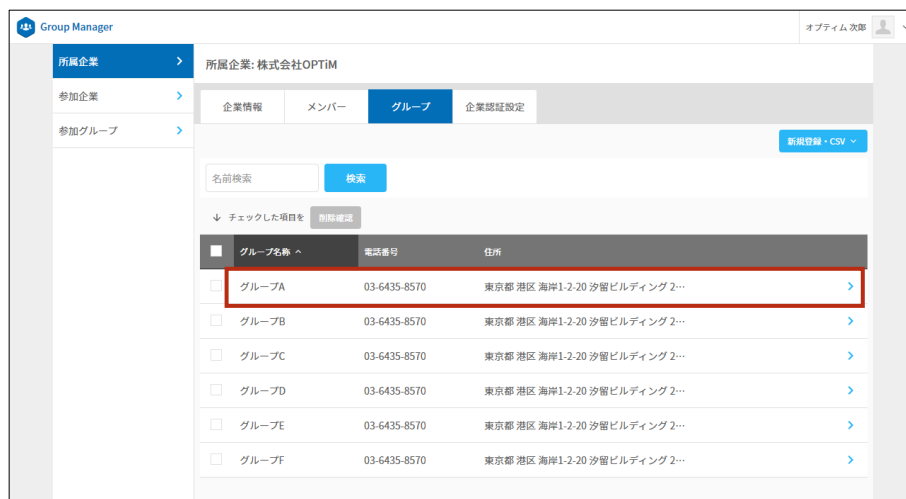 Group Manager
オプティム 次郎
所属企業
参加企業
参加グループ
所属企業: 株式会社OPTiM
企業情報 メンバー グループ 企業認証設定
新規登録・CSV
名前検索 検索
チェックした項目を 削除確認
グループ名称 電話番号 住所
グループA 03-6435-8570 東京都 港区 海岸1-2-20 汐留ビルディング 2…
グループB 03-6435-8570 東京都 港区 海岸1-2-20 汐留ビルディング 2…
グループC 03-6435-8570 東京都 港区 海岸1-2-20 汐留ビルディング 2…
グループD 03-6435-8570 東京都 港区 海岸1-2-20 汐留ビルディング 2…
グループE 03-6435-8570 東京都 港区 海岸1-2-20 汐留ビルディング 2…
グループF 03-6435-8570 東京都 港区 海岸1-2-20 汐留ビルディング 2…